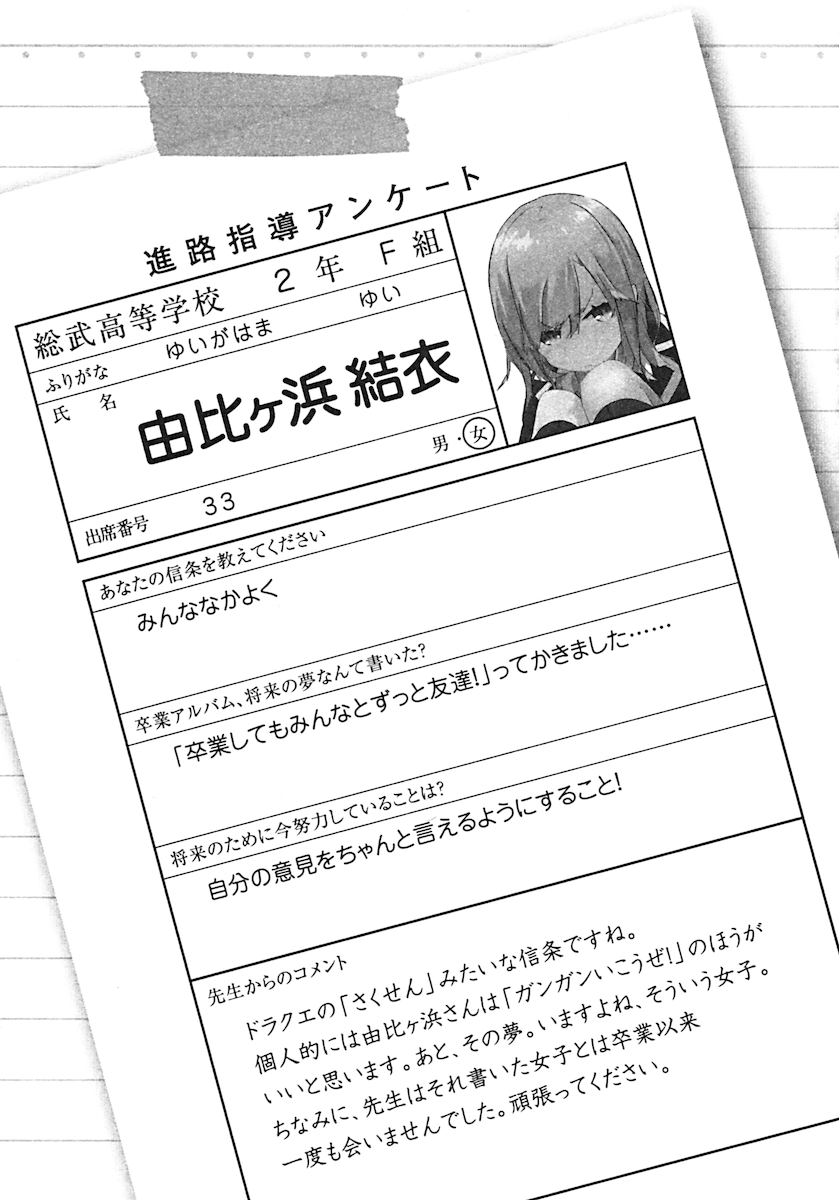 進路指導アンケート
総武高等学校 2年 F組
ふりがな ゆいがはま ゆい
氏 名 由比ヶ浜 結衣
男・女
出席番号 33
あなたの信条を教えてください
みんななかよく
卒業アルバム、将来の夢なんて書いた?
「卒業してもみんなとずっと友達!」ってかきました……
将来のために今努力していることは?
自分の意見をちゃんと言えるようにすること!
先生からのコメント
ドラクエの「さくせん」みたいな信条ですね。
個人的には由比ヶ浜さんは「ガンガンいこうぜ!」のほうが
いいと思います。あと、その夢。いますよね、そういう女子。
ちなみに、先生はそれ書いた女子とは卒業以来
一度も会いませんでした。頑張ってください。